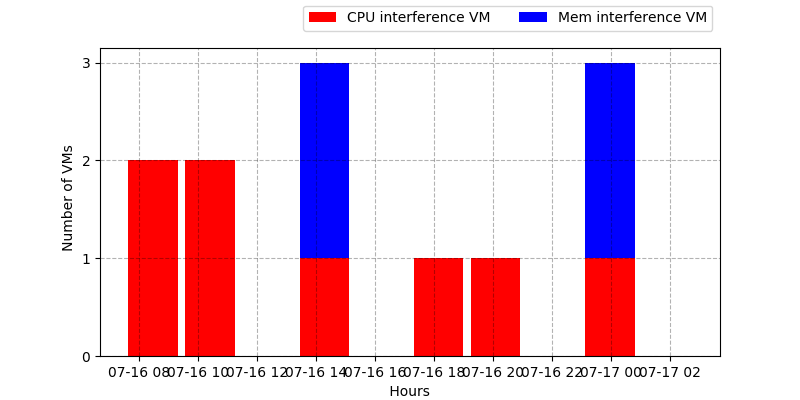 CPU interference VM Mem interference VM
3
2
1
0
Number of VMs
07-16 08 07-16 10 07-16 12 07-16 14 07-16 16 07-16 18 07-16 20 07-16 22 07-17 00 07-17 02
Hours